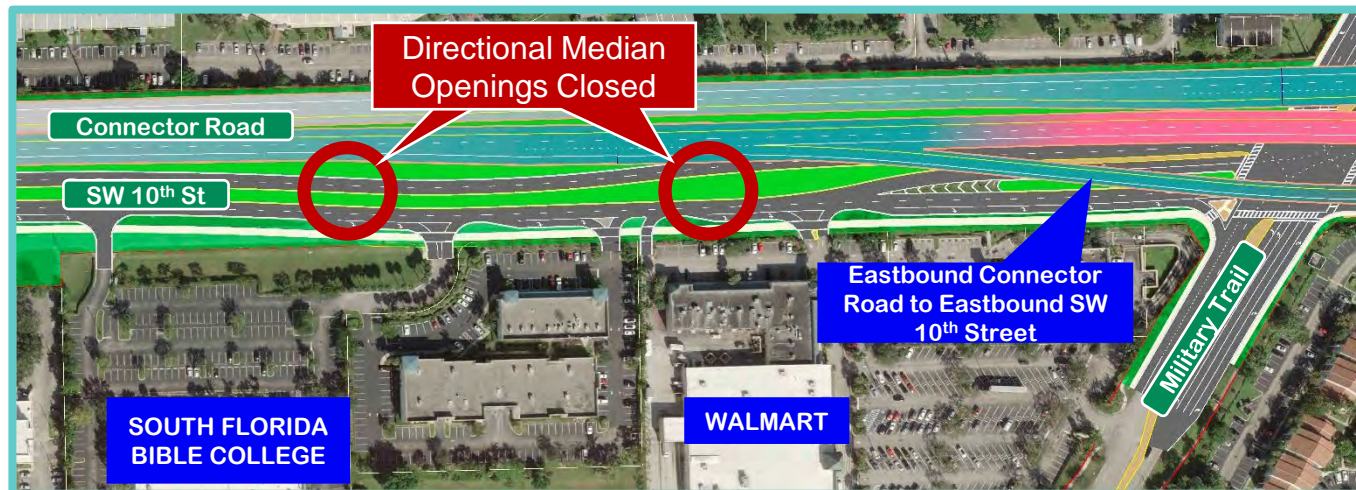 Directional Median
Openings Closed
Connector Road
SW 10th St
Eastbound Connector
Road to Eastbound SW
10th Street
Military Trail
SOUTH FLORIDA
BIBLE COLLEGE
WALMART